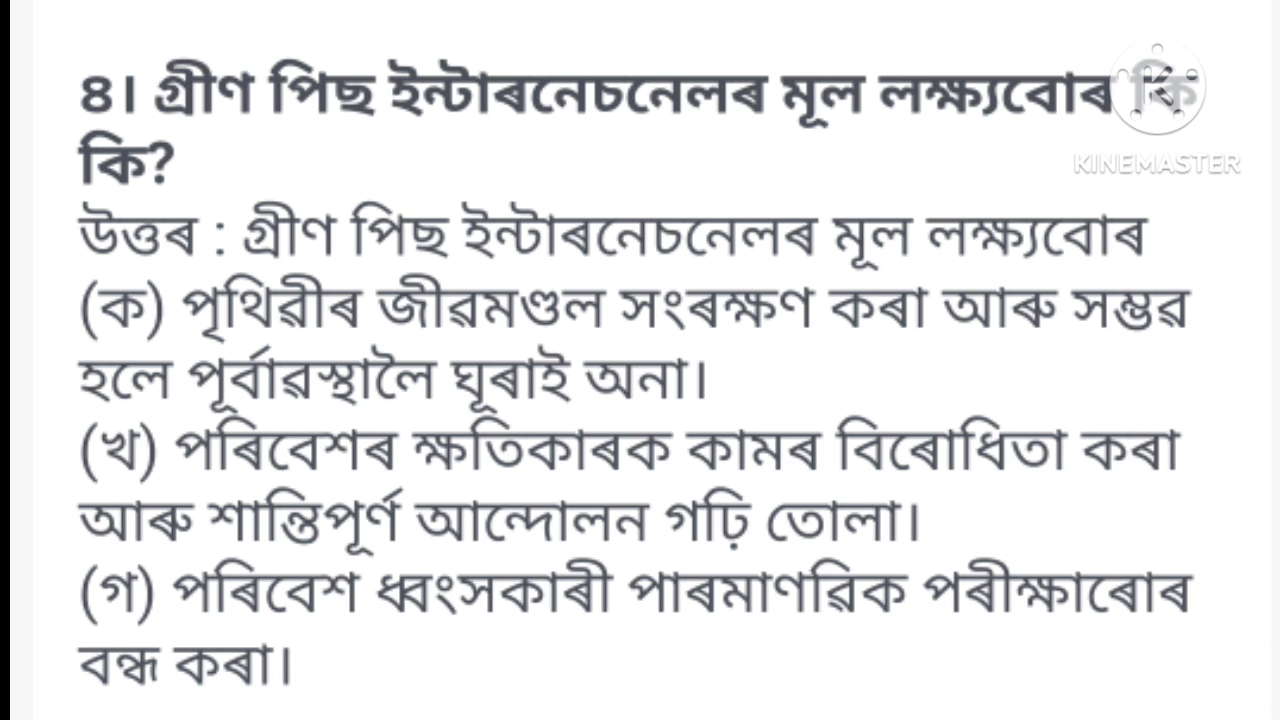 ৪। গ্ৰীণ পিছ ইন্টাৰনেচনেলৰ মূল লক্ষ্যবোৰ কি
কি?
উত্তৰ : গ্ৰীণ পিছ ইন্টাৰনেচনেলৰ মূল লক্ষ্যবোৰ
(ক) পৃথিৱীৰ জীৱমণ্ডল সংৰক্ষণ কৰা আৰু সম্ভৱ
হলে পূৰ্বাৱস্থালৈ ঘূৰাই অনা।
(খ) পৰিবেশৰ ক্ষতিকাৰক কামৰ বিৰোধিতা কৰা
আৰু শান্তিপূৰ্ণ আন্দোলন গঢ়ি তোলা।
(গ) পৰিবেশ ধ্বংসকাৰী পাৰমাণৱিক পৰীক্ষাৰোৰ
বন্ধ কৰা।
KINEMASTER